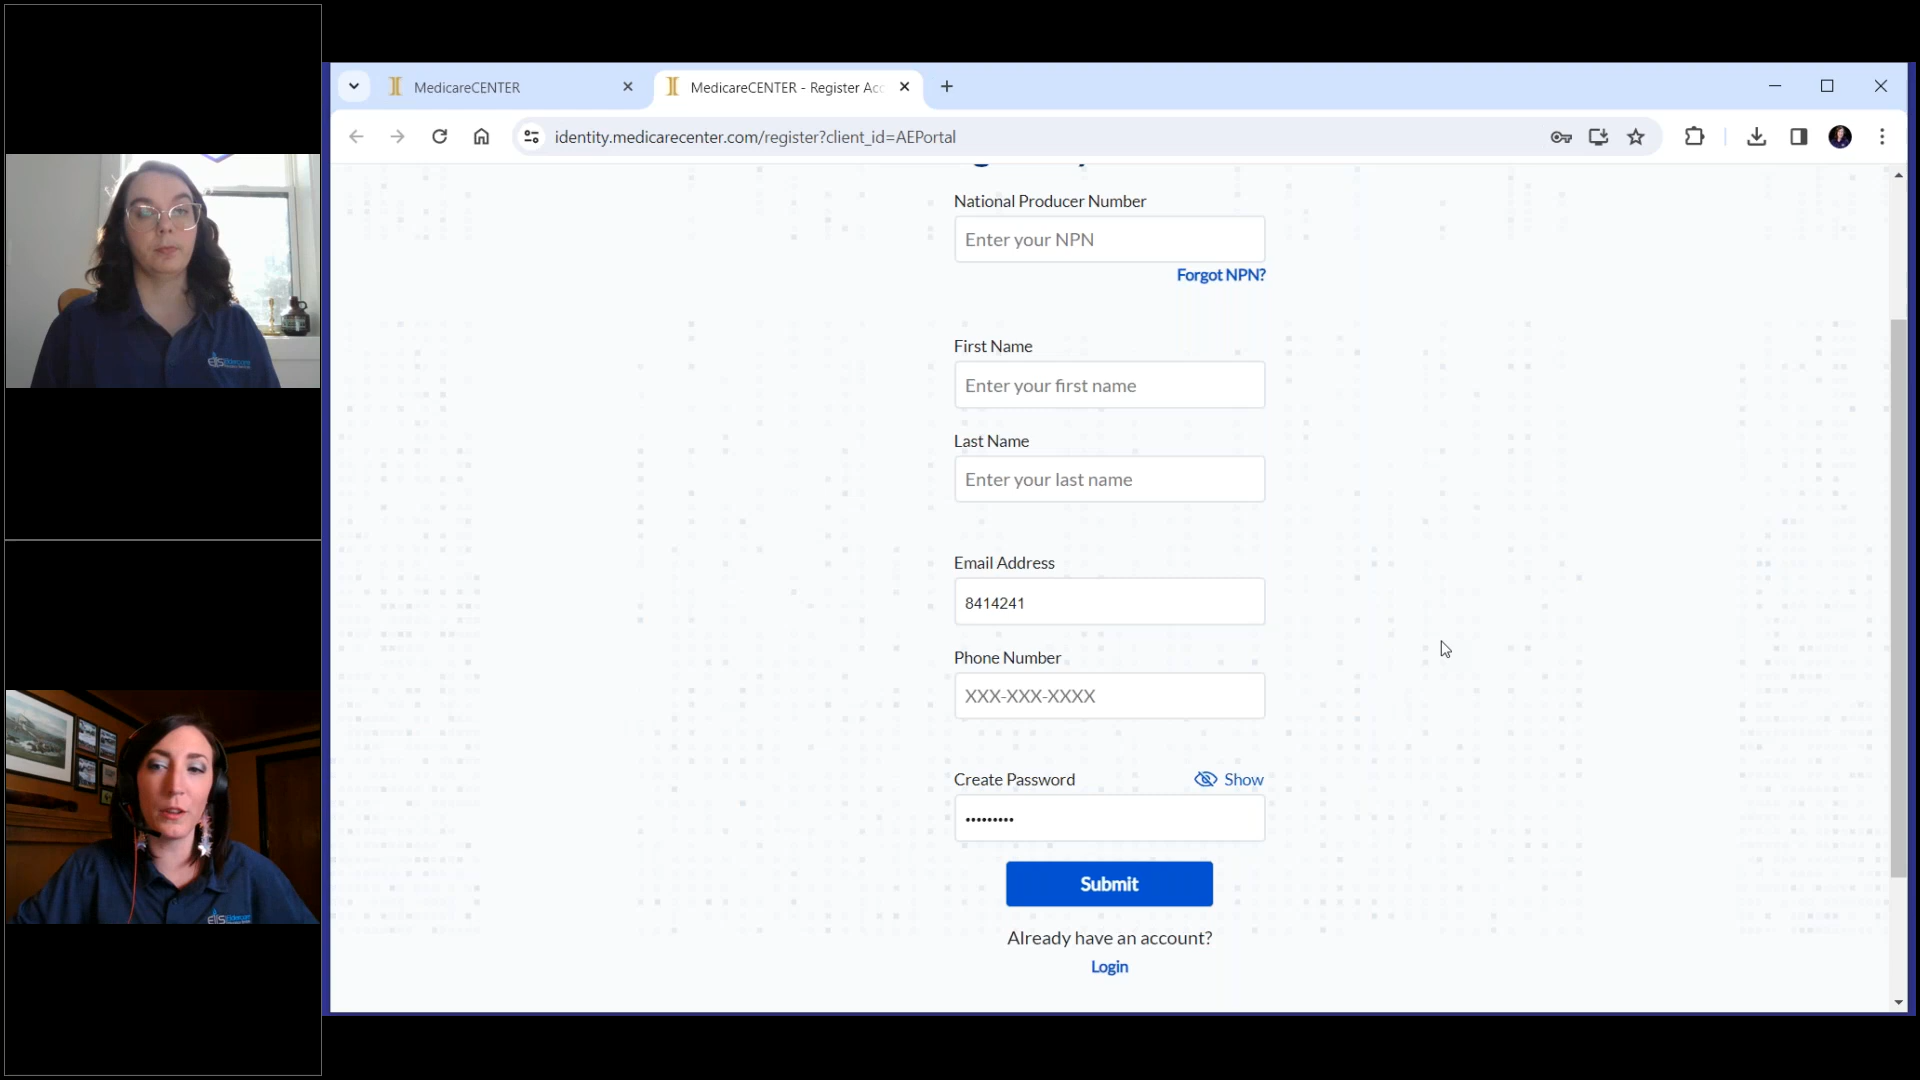 MedicareCENTER
MedicareCENTER - Register Acc
identity.medicarecenter.com/register?client_id=AEPortal
National Producer Number
Enter your NPN
Forgot NPN?
First Name
Enter your first name
Last Name
Enter your last name
Email Address
8414241
Phone Number
XXX-XXX-XXXX
Create Password
Show
•••••••••
Submit
Already have an account?
Login